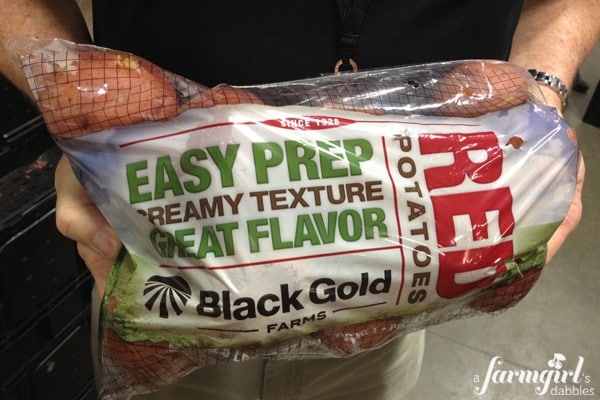 SINCE 1928
EASY PREP
CREAMY TEXTURE
GREAT FLAVOR
Black Gold
FARMS
RED
POTATOES
a farmgirl's
dabbles